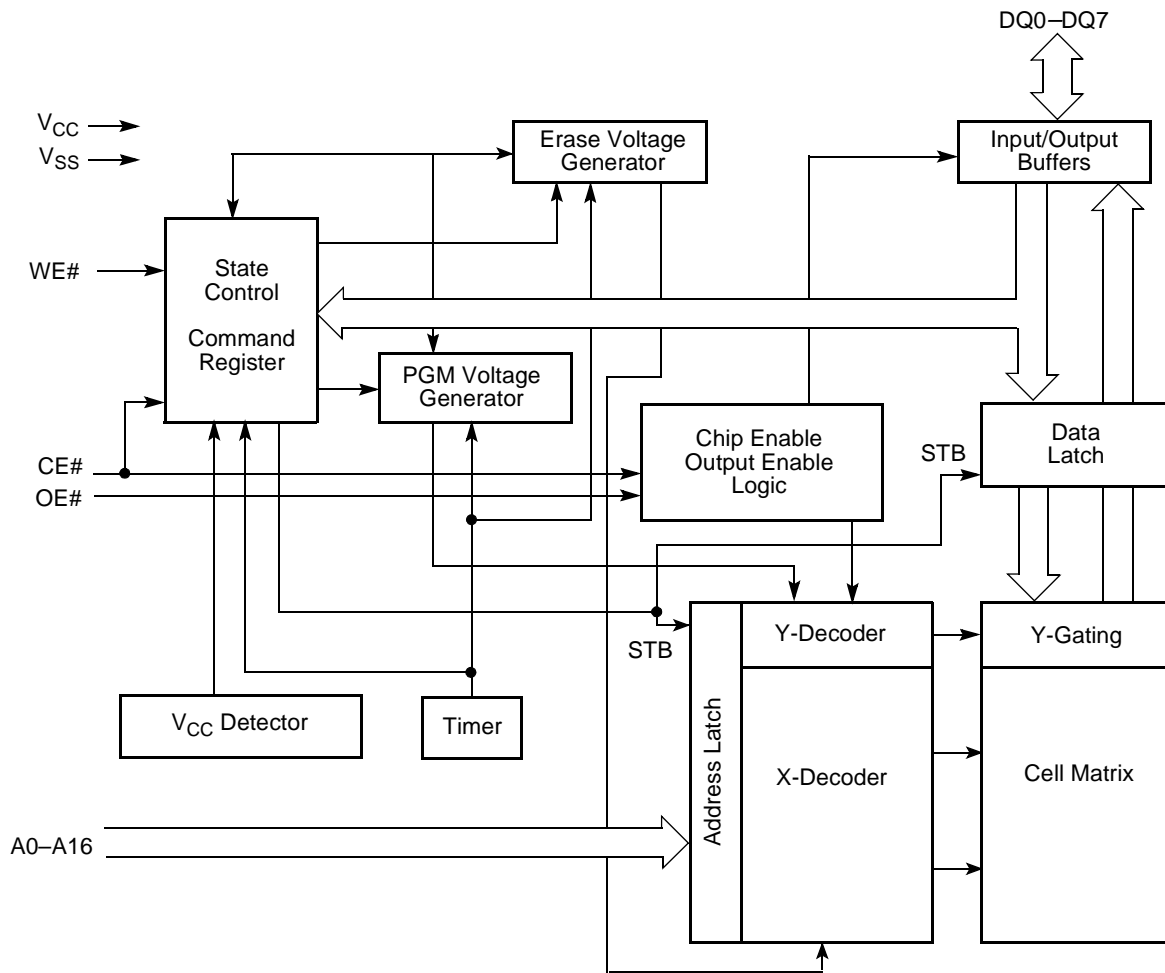 DQ0–DQ7
VCC
VSS
Erase Voltage
Generator
Input/Output
Buffers
WE#
State
Control
Command
Register
PGM Voltage
Generator
Chip Enable
Output Enable
Logic
STB
Data
Latch
CE#
OE#
STB
Y-Decoder
Y-Gating
VCC Detector
Timer
Address Latch
X-Decoder
Cell Matrix
A0–A16